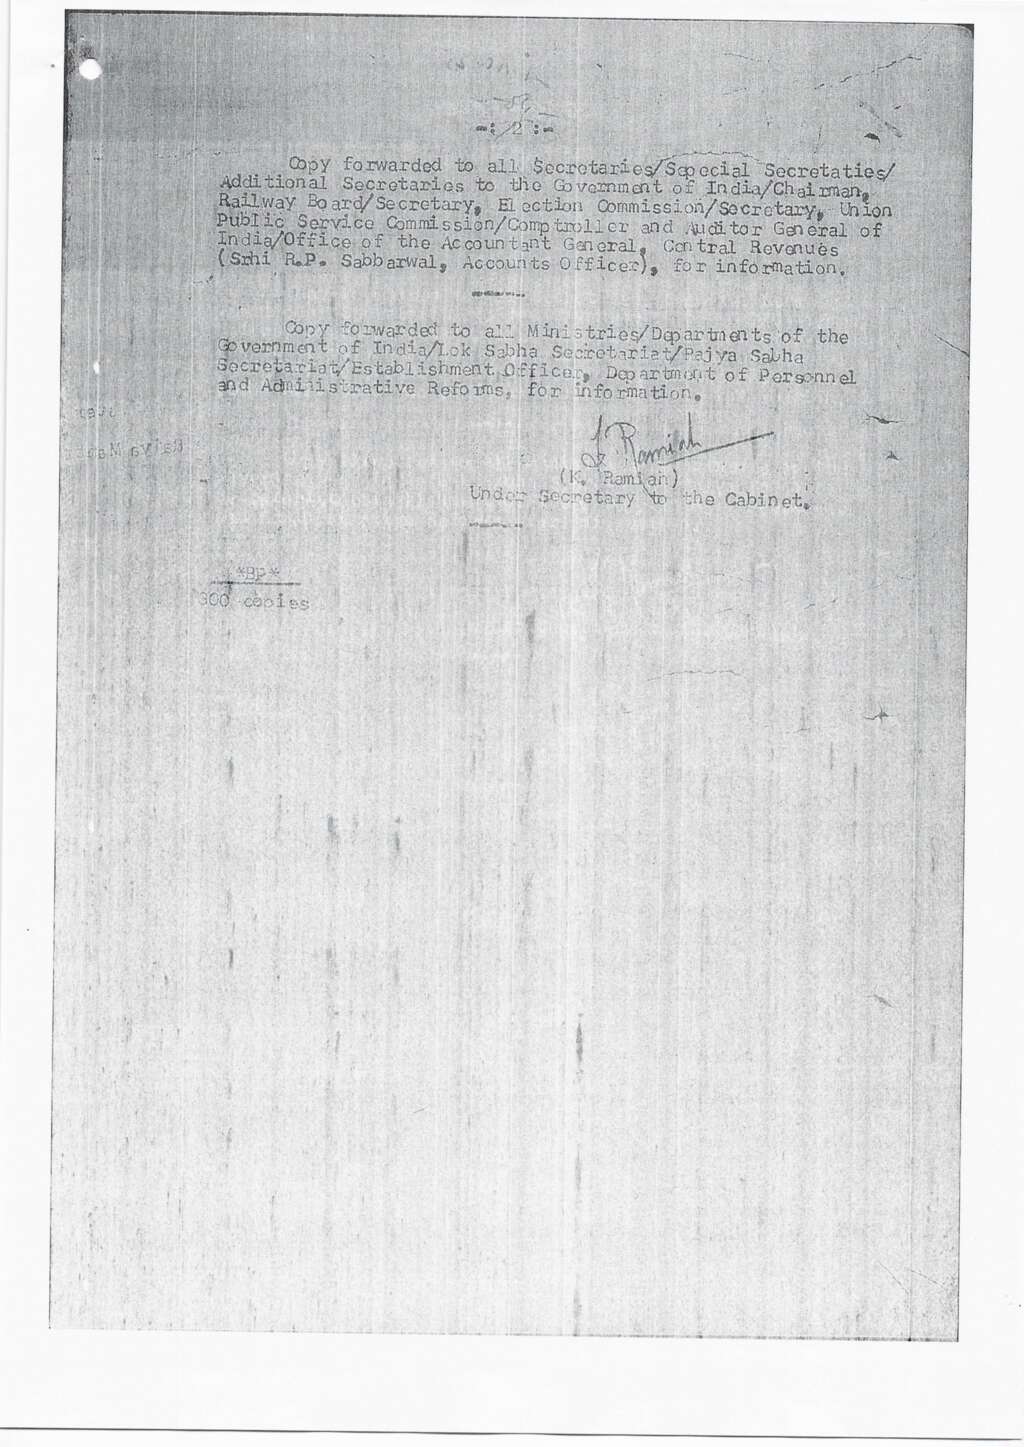 -: 2 :-
Copy forwarded to all Secretaries/Sepecial Secretaties/
Additional Secretaries to the Government of India/Chairman,
Railway Board/Secretary, Election Commission/Secretary, Union
Public Service Commission/Comptroller and Auditor General of
India/Office of the Accountant General, Central Revenues
(Srhi R.P. Sabbarwal, Accounts Officer), for information.
Copy forwarded to all Ministries/Departments of the
Government of India/Lok Sabha Secretariat/Rajya Sabha
Secretariat/Establishment Officer, Department of Personnel
and Administrative Reforms, for information.
Ramiah
(K. Ramiah)
Under Secretary to the Cabinet.
*BP*
300 copies